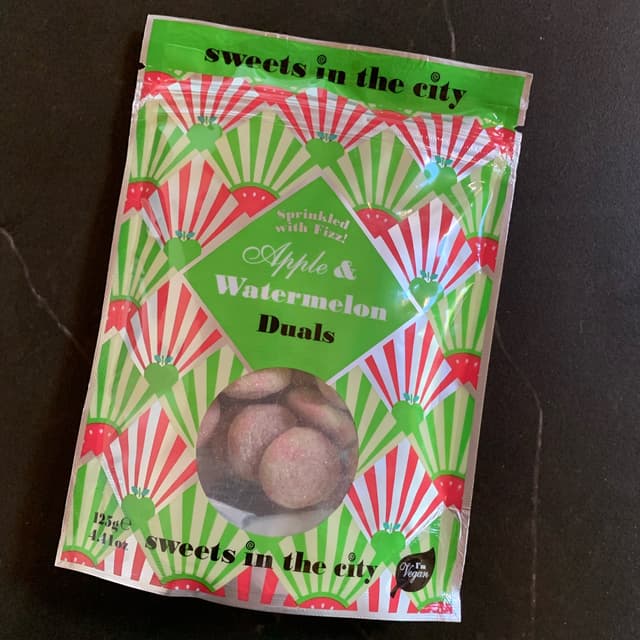 sweets in the city
Sprinkled
with Fizz!
Apple &
Watermelon
Duals
125g℮
4.41oz
sweets in the city
I'm
Vegan